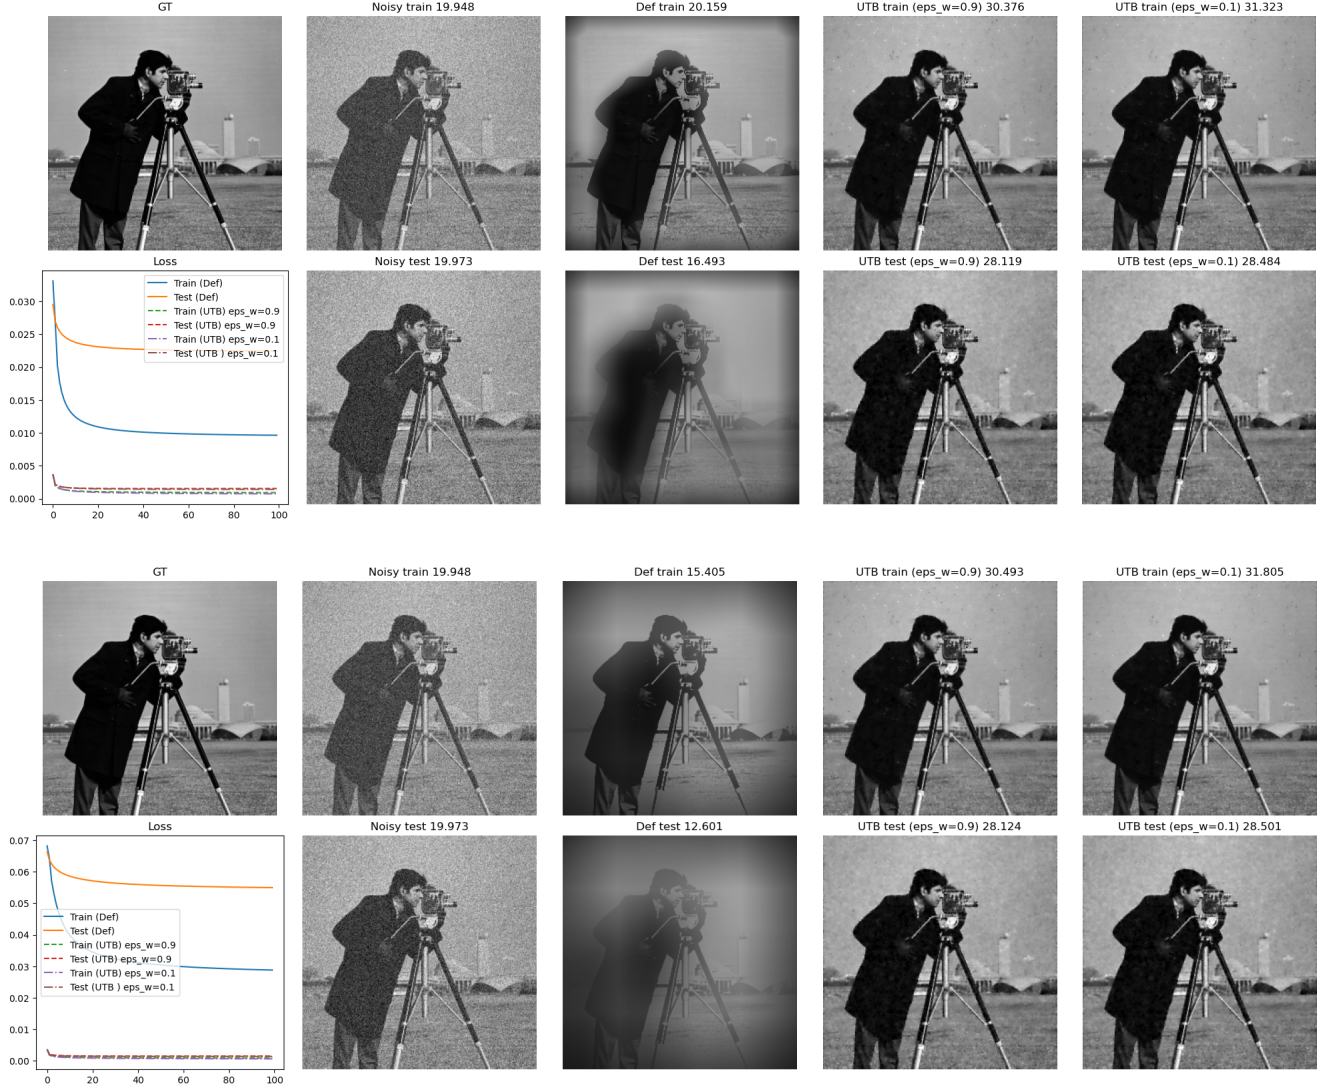 GT
Noisy train 19.948
Def train 20.159
UTB train (eps_w=0.9) 30.376
UTB train (eps_w=0.1) 31.323
Loss
Train (Def)
Test (Def)
Train (UTB) eps_w=0.9
Test (UTB) eps_w=0.9
Train (UTB) eps_w=0.1
Test (UTB ) eps_w=0.1
0.030
0.025
0.020
0.015
0.010
0.005
0.000
0 20 40 60 80 100
Noisy test 19.973
Def test 16.493
UTB test (eps_w=0.9) 28.119
UTB test (eps_w=0.1) 28.484
GT
Noisy train 19.948
Def train 15.405
UTB train (eps_w=0.9) 30.493
UTB train (eps_w=0.1) 31.805
Loss
0.07
0.06
0.05
0.04
0.03
0.02
0.01
0.00
Train (Def)
Test (Def)
Train (UTB) eps_w=0.9
Test (UTB) eps_w=0.9
Train (UTB) eps_w=0.1
Test (UTB ) eps_w=0.1
0 20 40 60 80 100
Noisy test 19.973
Def test 12.601
UTB test (eps_w=0.9) 28.124
UTB test (eps_w=0.1) 28.501